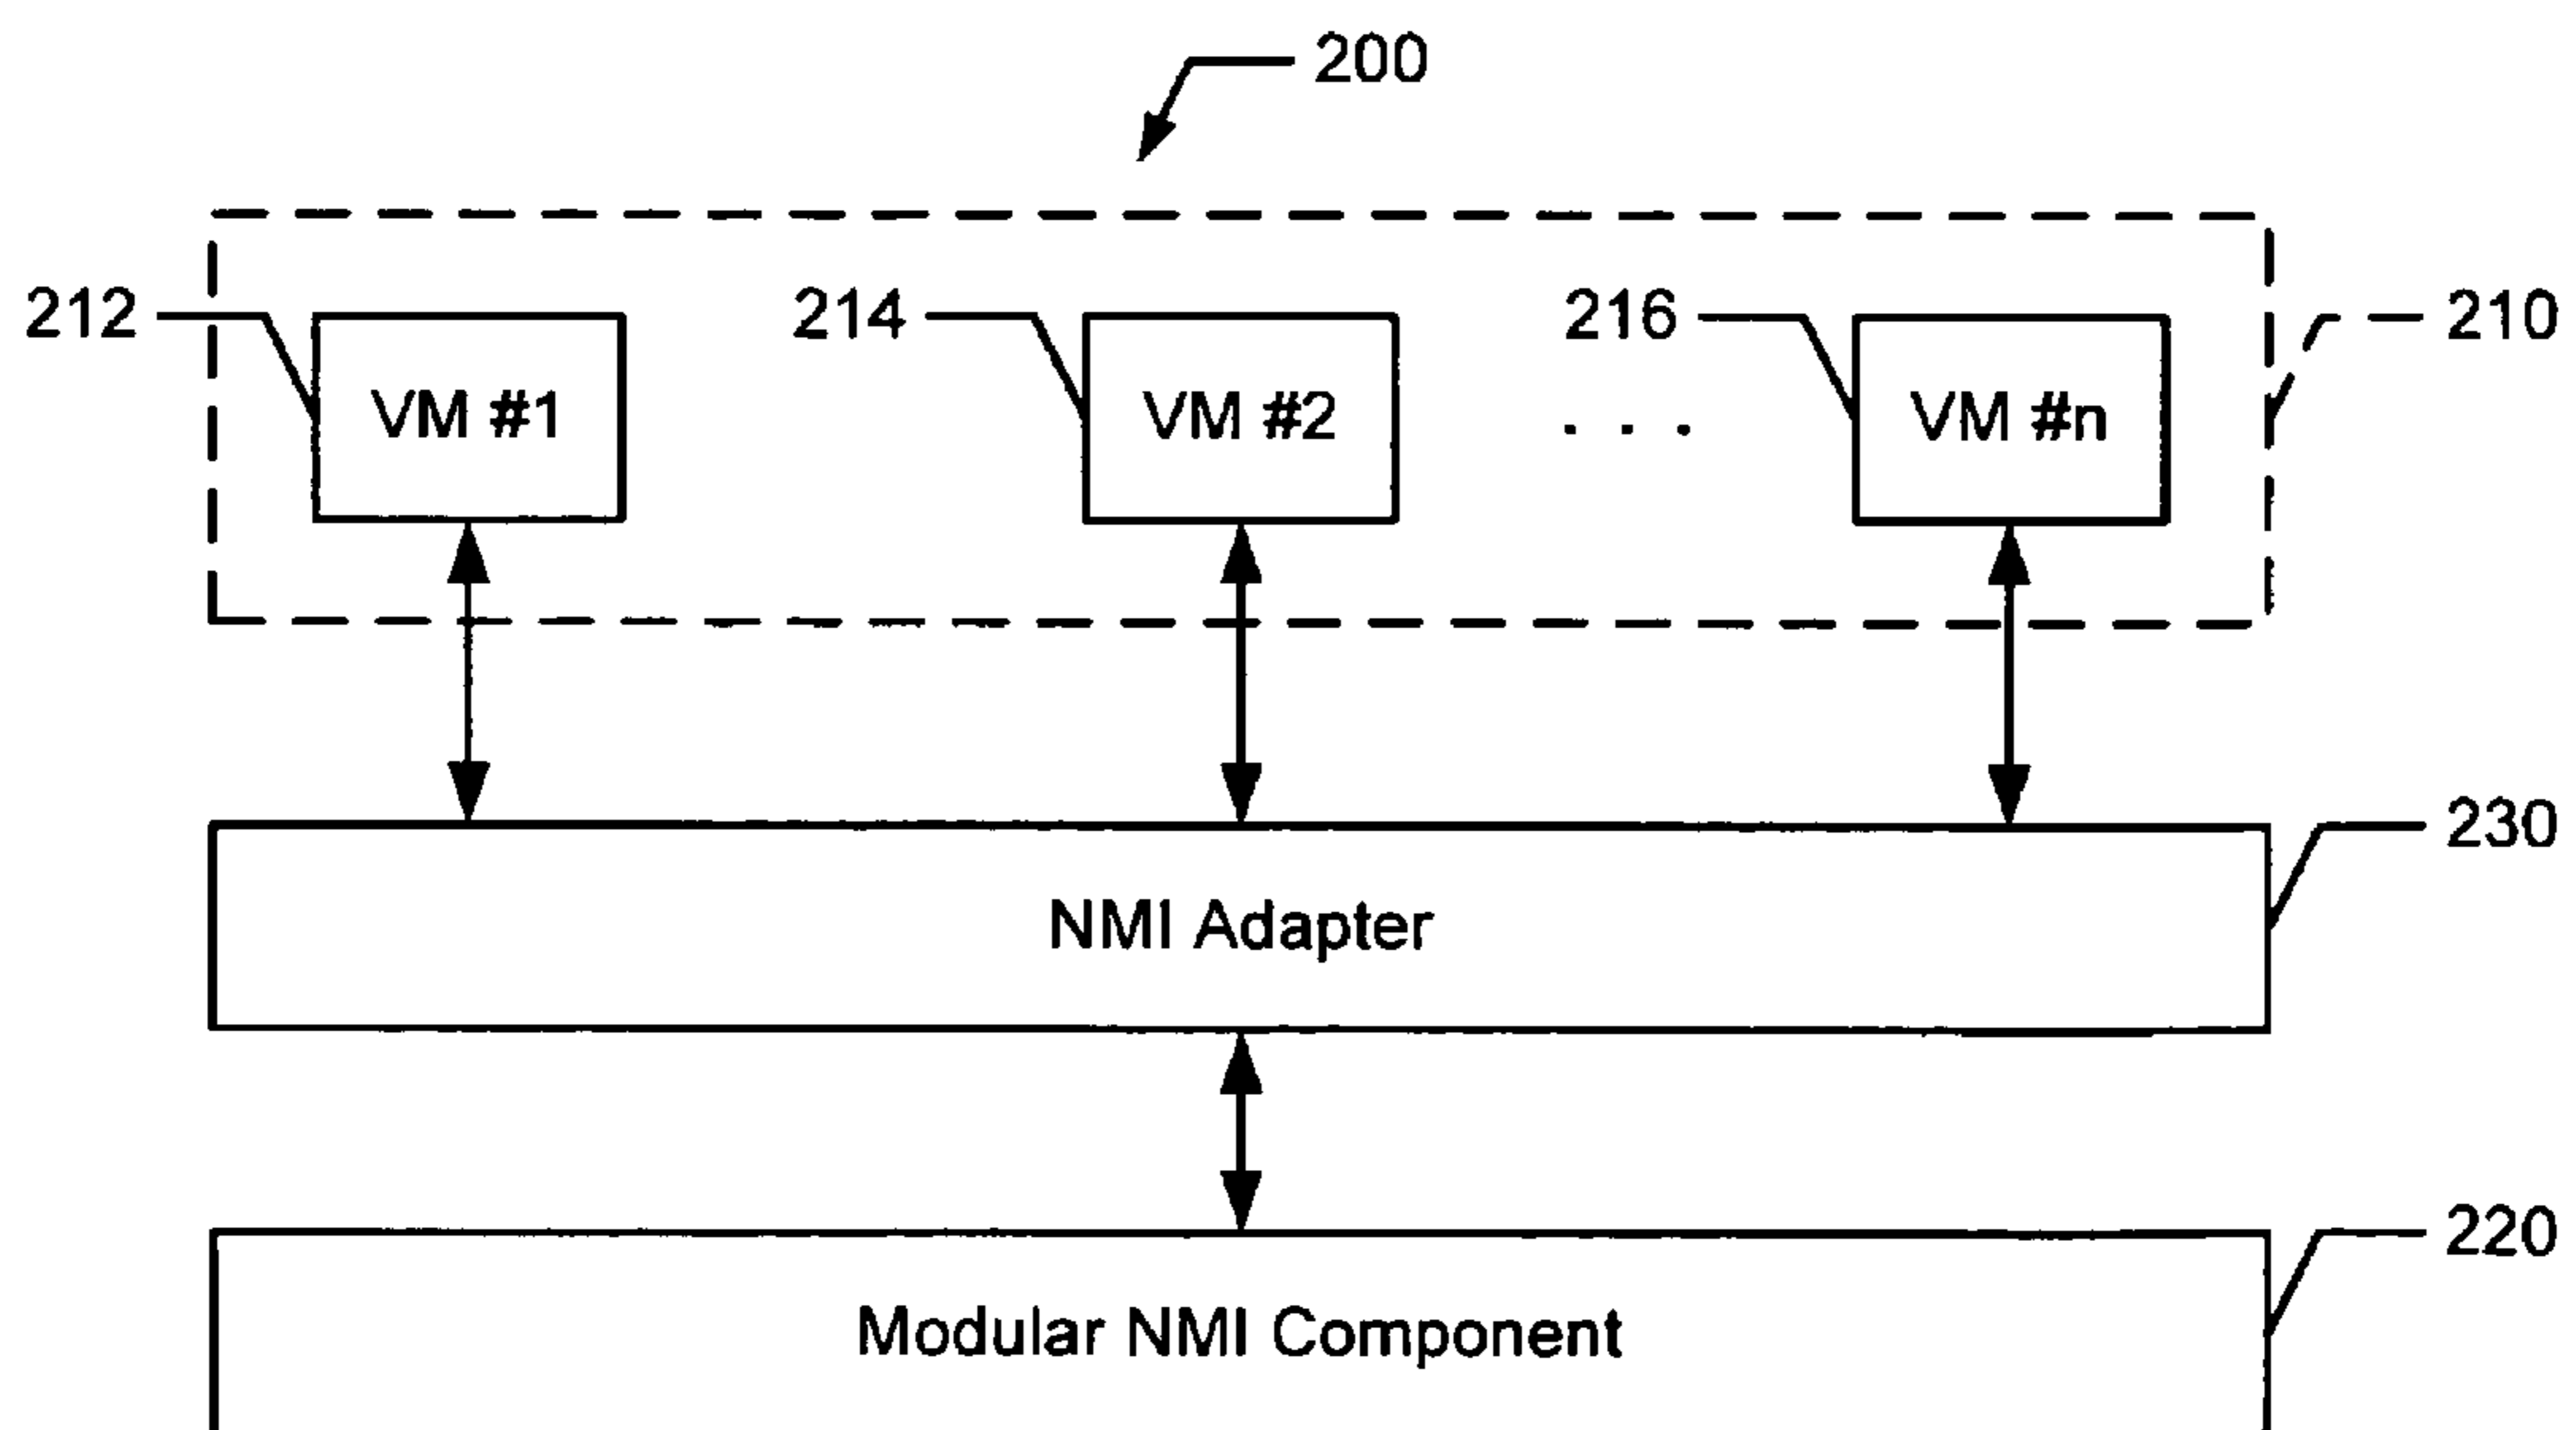 200
212
214
216
210
VM #1
VM #2
. . .
VM #n
230
NMI Adapter
220
Modular NMI Component